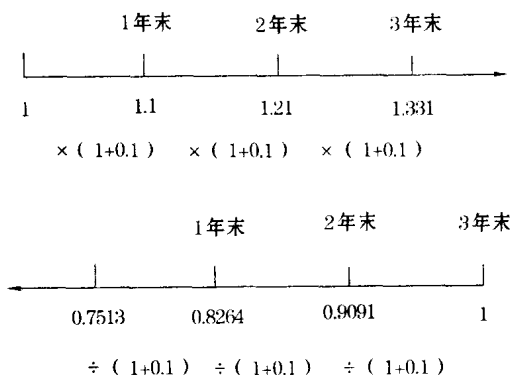 1年末 2年末 3年末
1 1.1 1.21 1.331
×(1+0.1) ×(1+0.1) ×(1+0.1)
1年末 2年末 3年末
0.7513 0.8264 0.9091 1
÷(1+0.1) ÷(1+0.1) ÷(1+0.1)